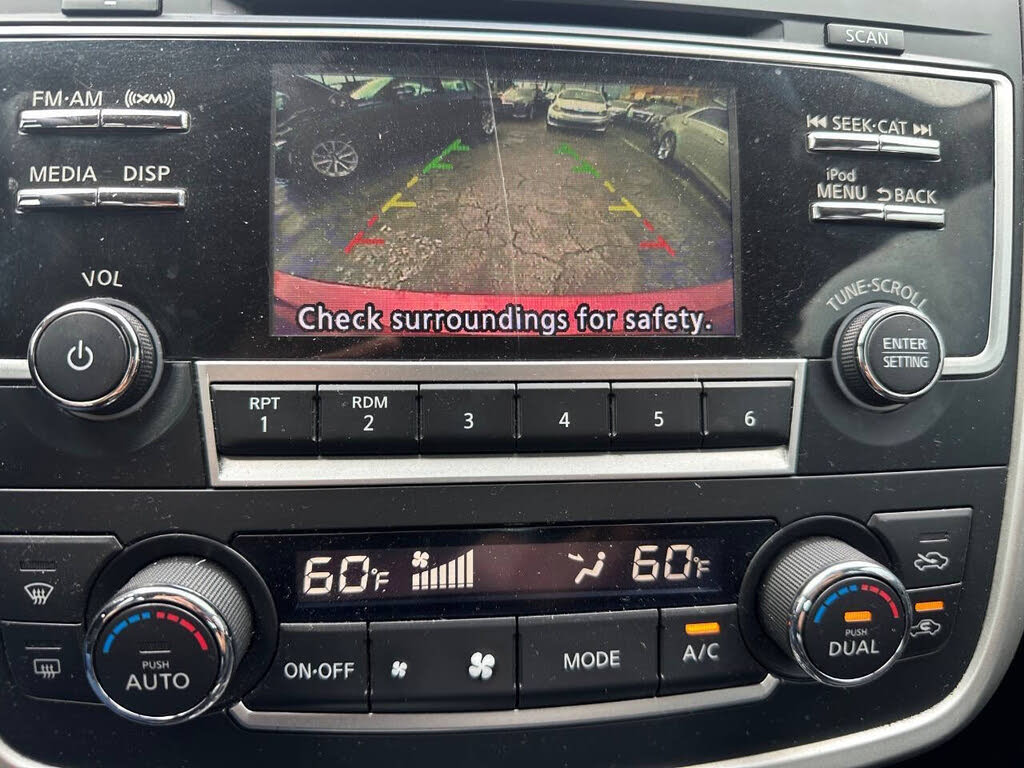 SCAN
FM·AM (((XM)))
SEEK·CAT
MEDIA DISP
iPod
MENU BACK
VOL
TUNE·SCROLL
ENTER
SETTING
Check surroundings for safety.
RPT
1
RDM
2
3
4
5
6
60°F
60°F
PUSH
AUTO
ON·OFF
MODE
A/C
PUSH
DUAL